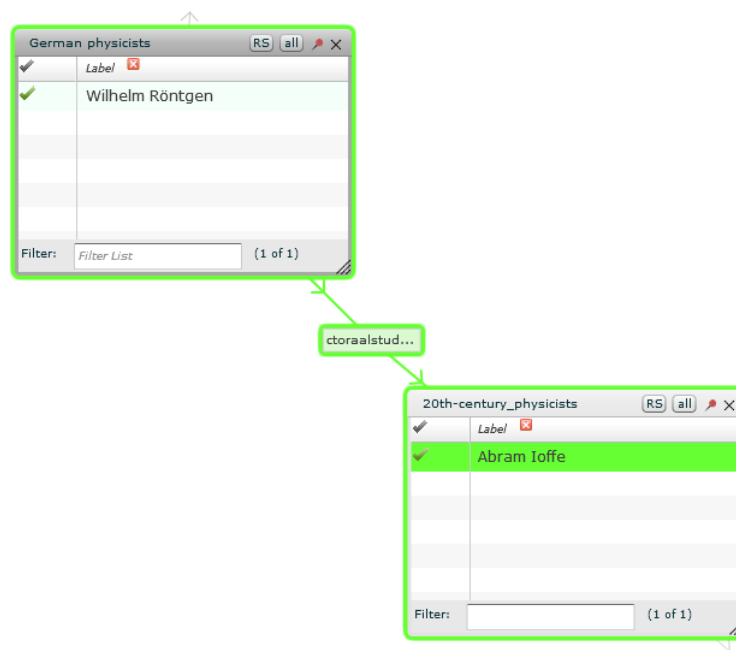 German physicists RS all
Label
Wilhelm Röntgen
Filter: Filter List (1 of 1)
ctoraalstud...
20th-century_physicists RS all
Label
Abram Ioffe
Filter: (1 of 1)